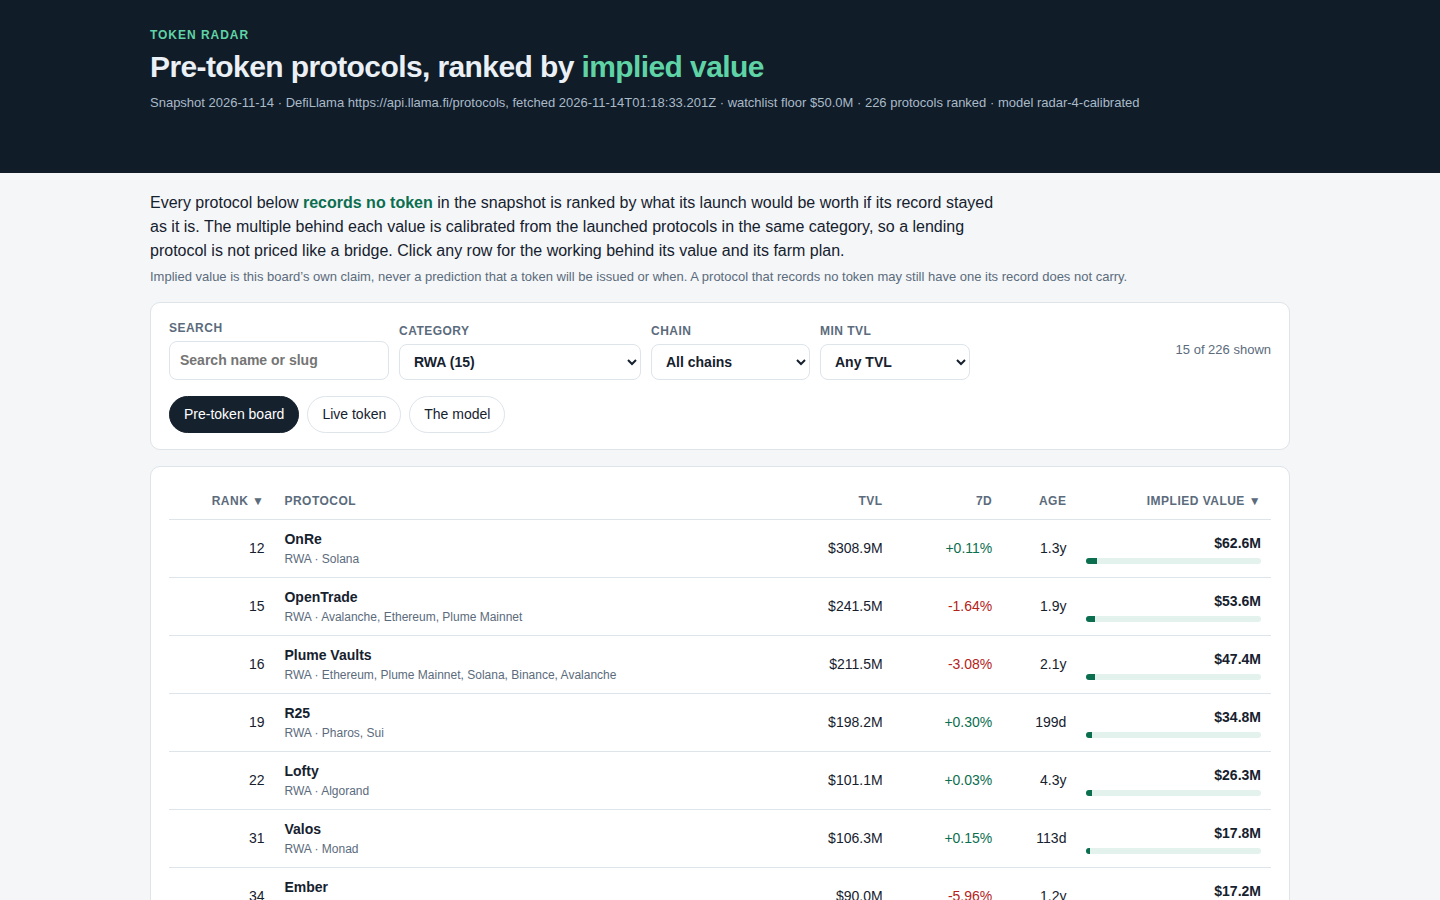 TOKEN RADAR
Pre-token protocols, ranked by implied value
Snapshot 2026-11-14 · DefiLlama https://api.llama.fi/protocols, fetched 2026-11-14T01:18:33.201Z · watchlist floor $50.0M · 226 protocols ranked · model radar-4-calibrated
Every protocol below records no token in the snapshot is ranked by what its launch would be worth if its record stayed
as it is. The multiple behind each value is calibrated from the launched protocols in the same category, so a lending
protocol is not priced like a bridge. Click any row for the working behind its value and its farm plan.
Implied value is this board’s own claim, never a prediction that a token will be issued or when. A protocol that records no token may still have one its record does not carry.
SEARCH CATEGORY CHAIN MIN TVL
Search name or slug RWA (15) All chains Any TVL 15 of 226 shown
Pre-token board Live token The model
RANK ▼ PROTOCOL TVL 7D AGE IMPLIED VALUE ▼
12 OnRe $308.9M +0.11% 1.3y $62.6M
RWA · Solana
15 OpenTrade $241.5M -1.64% 1.9y $53.6M
RWA · Avalanche, Ethereum, Plume Mainnet
16 Plume Vaults $211.5M -3.08% 2.1y $47.4M
RWA · Ethereum, Plume Mainnet, Solana, Binance, Avalanche
19 R25 $198.2M +0.30% 199d $34.8M
RWA · Pharos, Sui
22 Lofty $101.1M +0.03% 4.3y $26.3M
RWA · Algorand
31 Valos $106.3M +0.15% 113d $17.8M
RWA · Monad
34 Ember $90.0M -5.96% 1.2y $17.2M